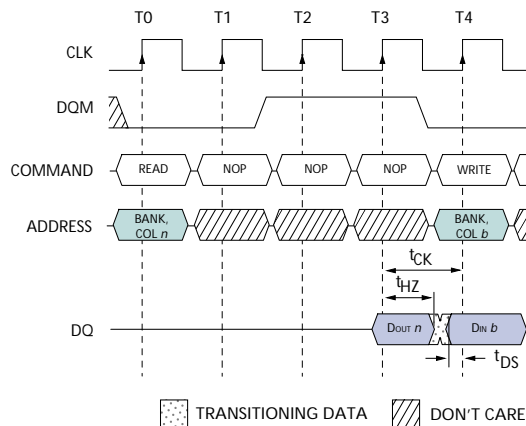 T0 T1 T2 T3 T4
CLK
DQM
COMMAND READ NOP NOP NOP WRITE
ADDRESS BANK, COL n BANK, COL b
tCK
tHZ
DQ DOUT n DIN b
tDS
TRANSITIONING DATA DON'T CARE